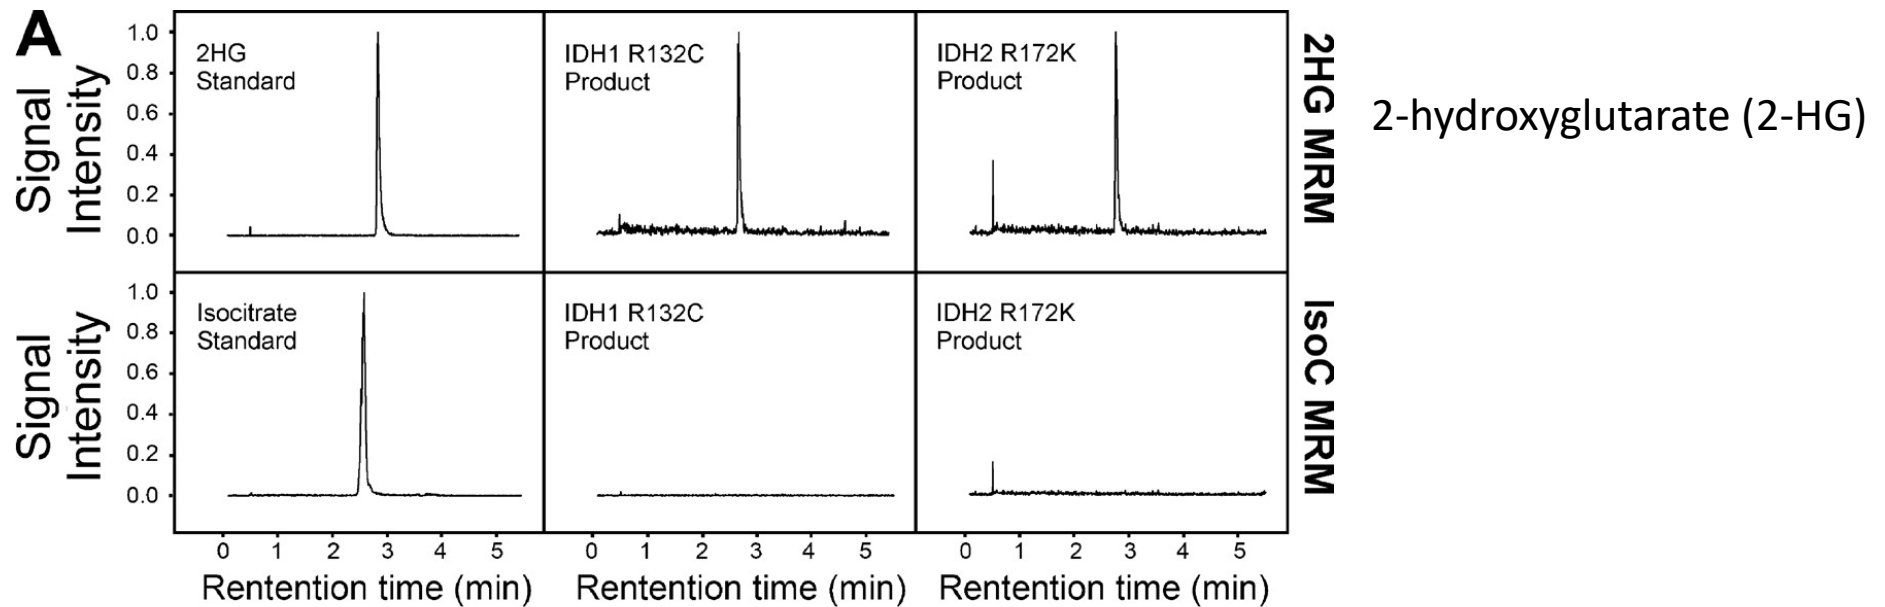 A
Signal
Intensity
1.0
0.8
0.6
0.4
0.2
0.0
2HG
Standard
IDH1 R132C
Product
IDH2 R172K
Product
2HG MRM
2-hydroxyglutarate (2-HG)
Signal
Intensity
1.0
0.8
0.6
0.4
0.2
0.0
Isocitrate
Standard
IDH1 R132C
Product
IDH2 R172K
Product
IsoC MRM
0 1 2 3 4 5
0 1 2 3 4 5
0 1 2 3 4 5
Rentention time (min)
Rentention time (min)
Rentention time (min)